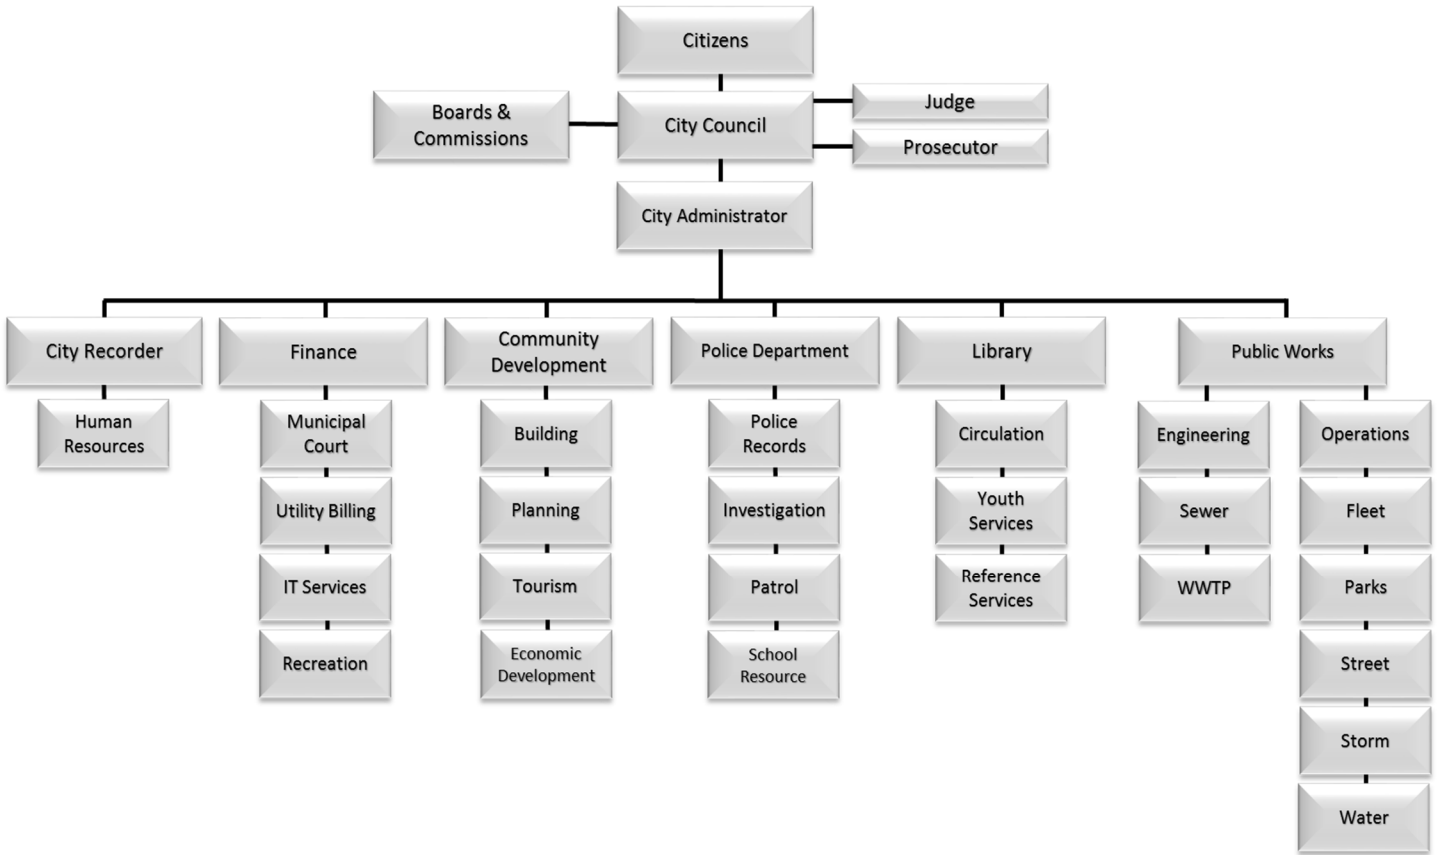 Citizens
Boards &
Commissions
City Council
Judge
Prosecutor
City Administrator
City Recorder
Human
Resources
Finance
Municipal
Court
Utility Billing
IT Services
Recreation
Community
Development
Building
Planning
Tourism
Economic
Development
Police Department
Police
Records
Investigation
Patrol
School
Resource
Library
Circulation
Youth
Services
Reference
Services
Public Works
Engineering
Sewer
WWTP
Operations
Fleet
Parks
Street
Storm
Water